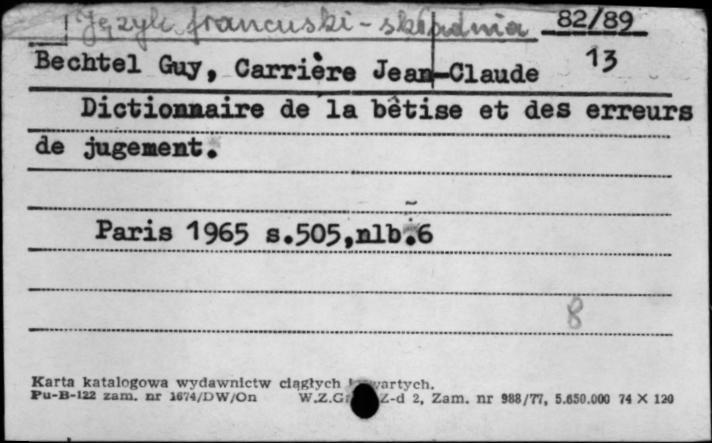 Język francuski - składnia 82/89
Bechtel Guy, Carrière Jean-Claude 13
Dictionnaire de la bêtise et des erreurs
de jugement.
Paris 1965 s.505,nlb.6
8
Karta katalogowa wydawnictw ciągłych
Pu-B-122 zam. nr 1674/DW/On W.Z.G Z-d 2, Zam. nr 988/77, 5.650.000 74 X 120